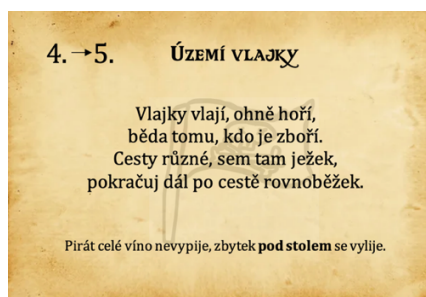 4.→5. Území vlajky
Vlajky vlají, ohně hoří,
běda tomu, kdo je zboří.
Cesty různé, sem tam ježek,
pokračuj dál po cestě rovnoběžek.
Pirát celé víno nevypije, zbytek pod stolem se vylije.